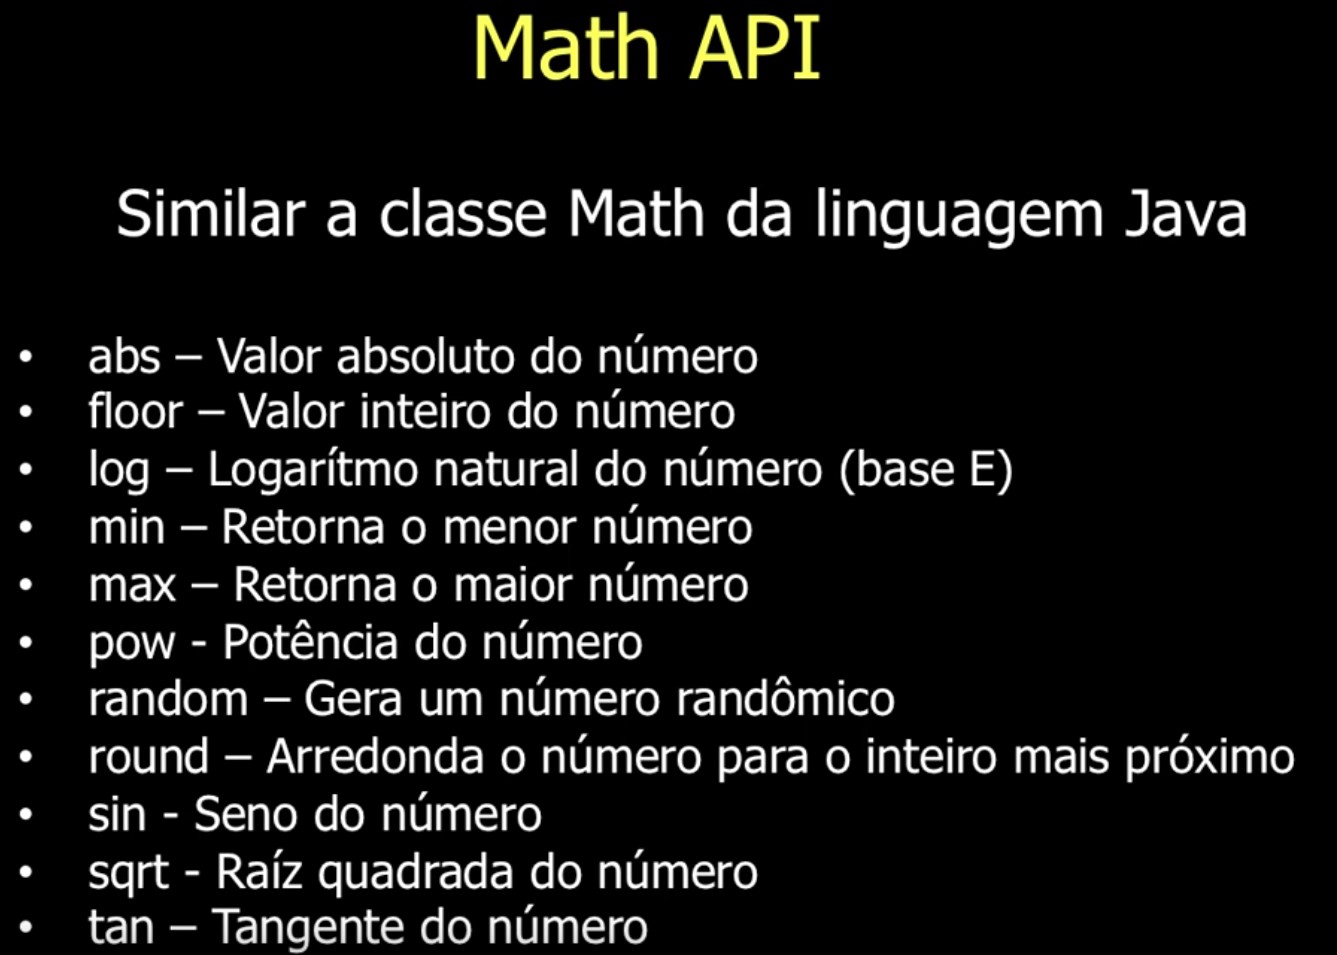 Math API
Similar a classe Math da linguagem Java
• abs – Valor absoluto do número
• floor – Valor inteiro do número
• log – Logarítmo natural do número (base E)
• min – Retorna o menor número
• max – Retorna o maior número
• pow - Potência do número
• random – Gera um número randômico
• round – Arredonda o número para o inteiro mais próximo
• sin - Seno do número
• sqrt - Raíz quadrada do número
• tan – Tangente do número